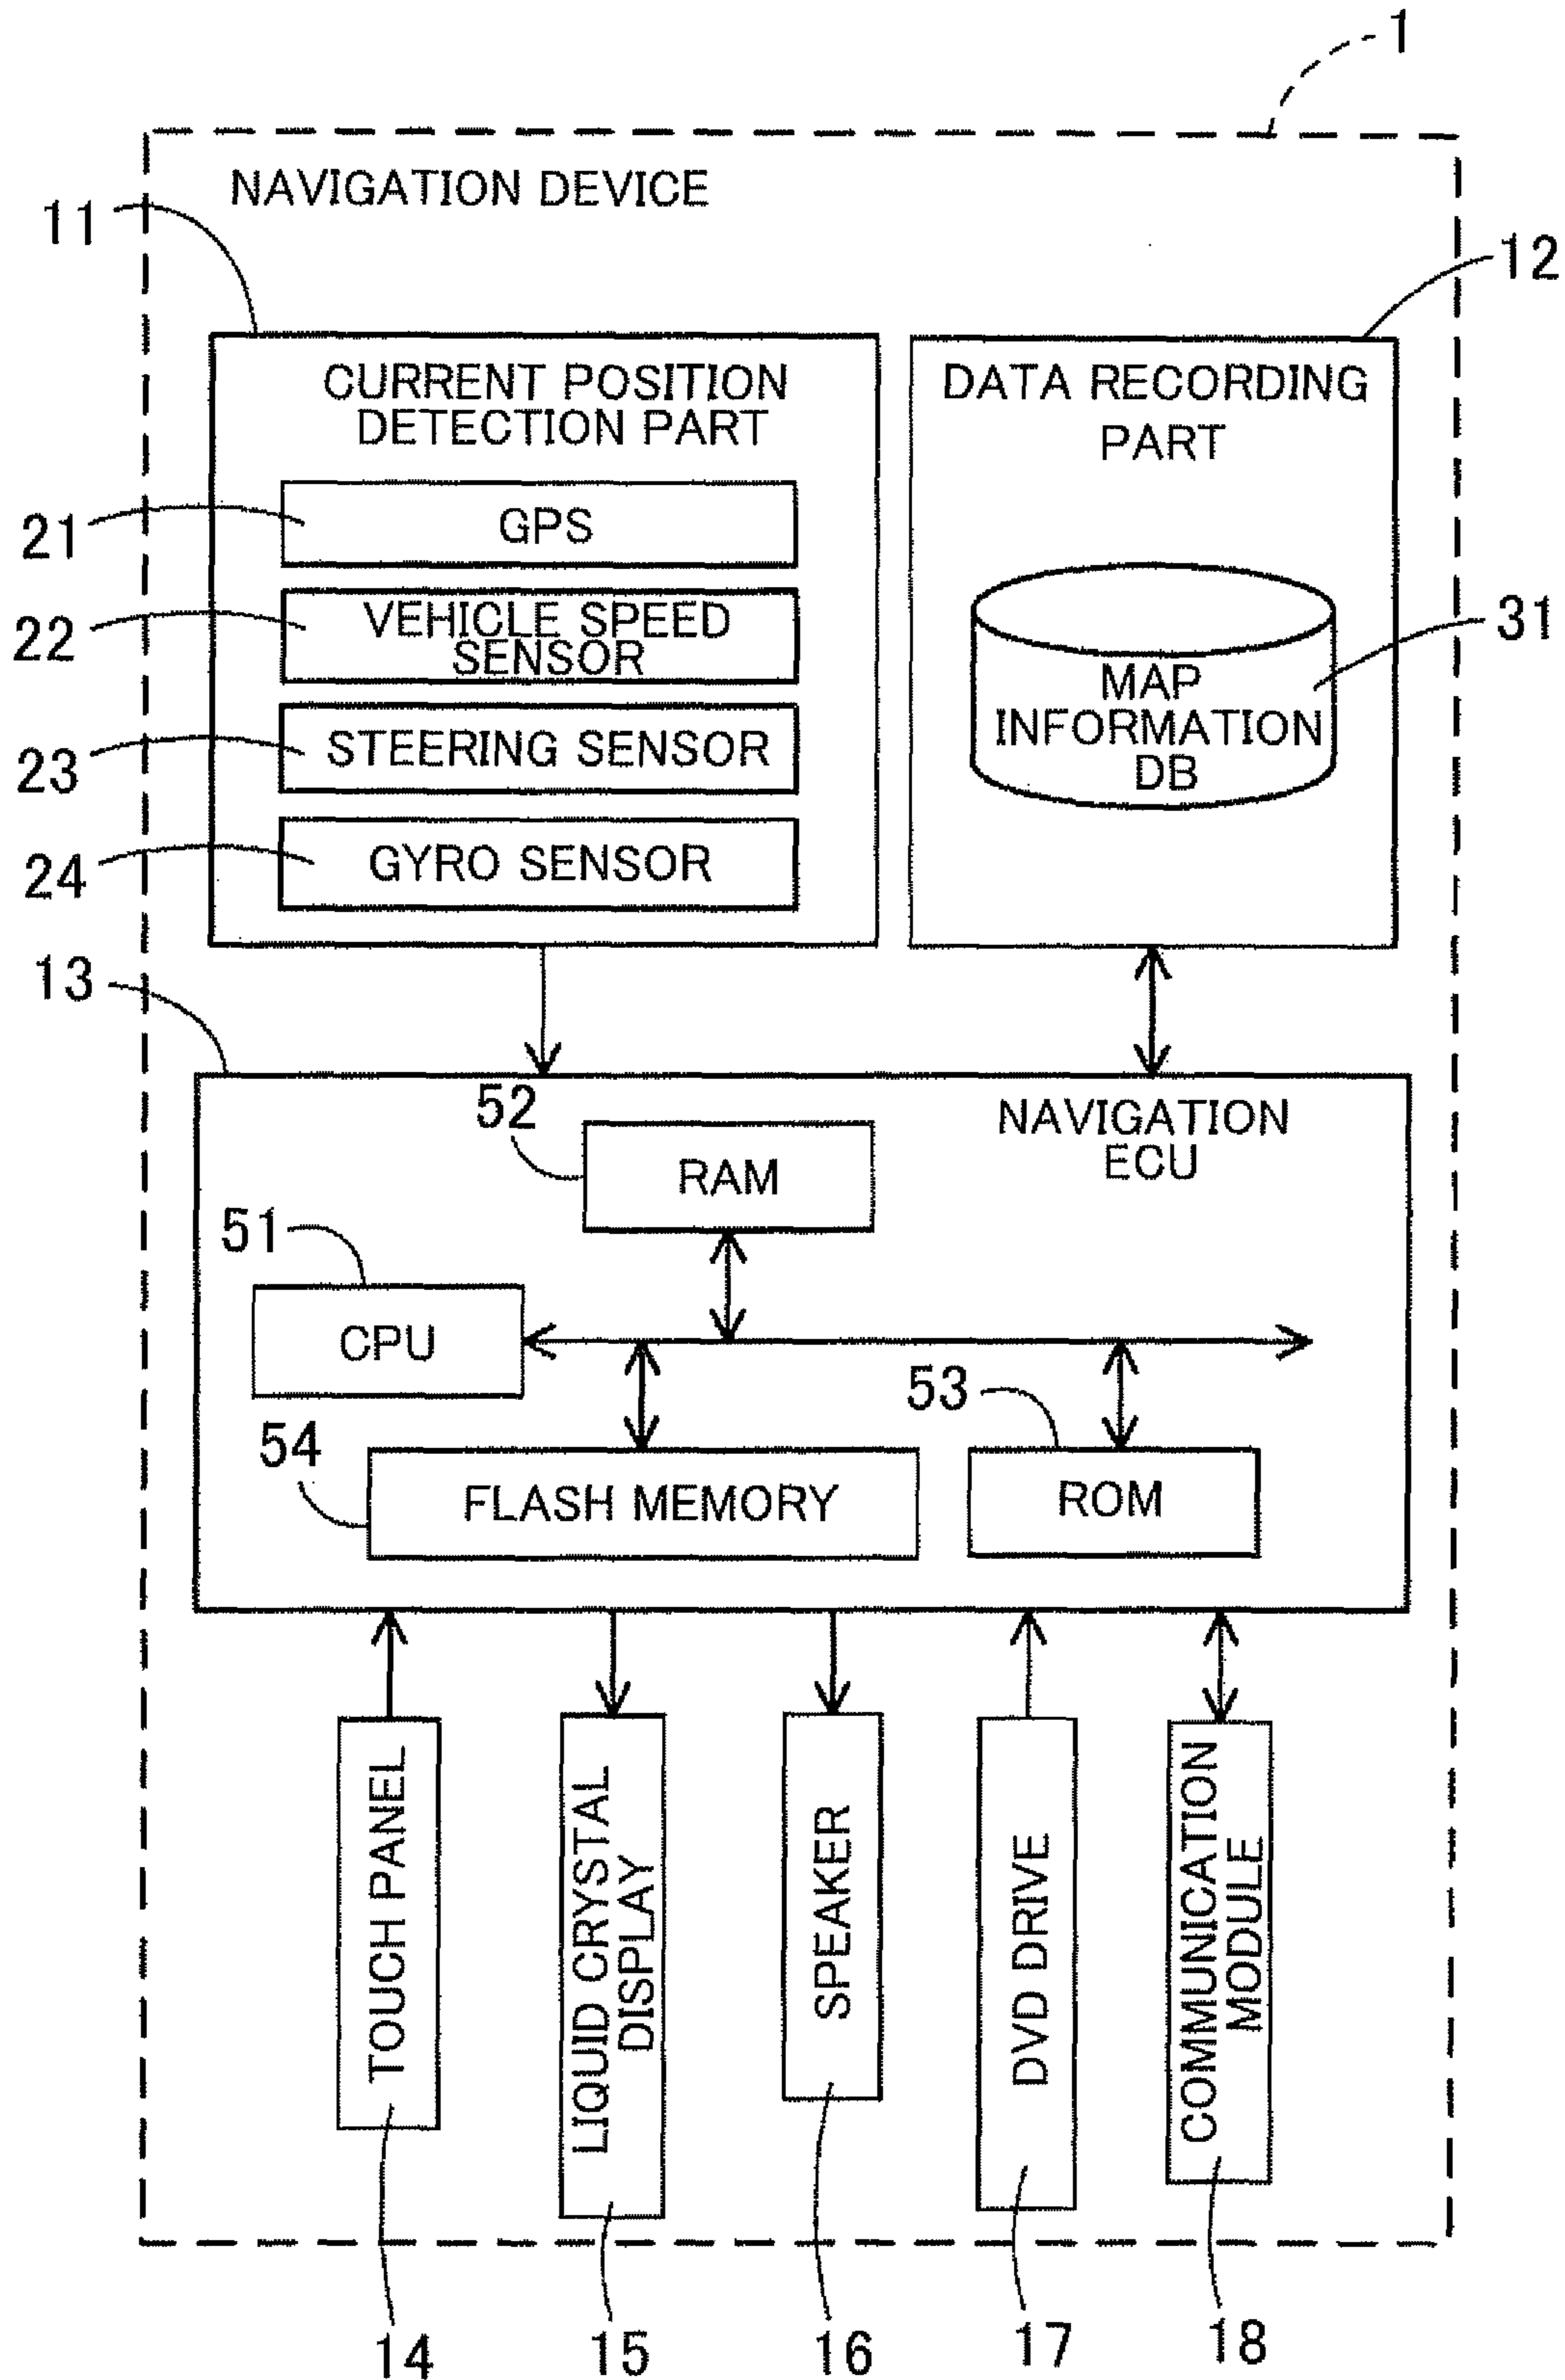 1
NAVIGATION DEVICE
11
12
CURRENT POSITION
DETECTION PART
DATA RECORDING
PART
21
GPS
22
VEHICLE SPEED
SENSOR
31
MAP
INFORMATION
DB
23
STEERING SENSOR
24
GYRO SENSOR
13
NAVIGATION
ECU
52
RAM
51
CPU
53
54
FLASH MEMORY
ROM
TOUCH PANEL
LIQUID CRYSTAL
DISPLAY
SPEAKER
DVD DRIVE
COMMUNICATION
MODULE
14
15
16
17
18